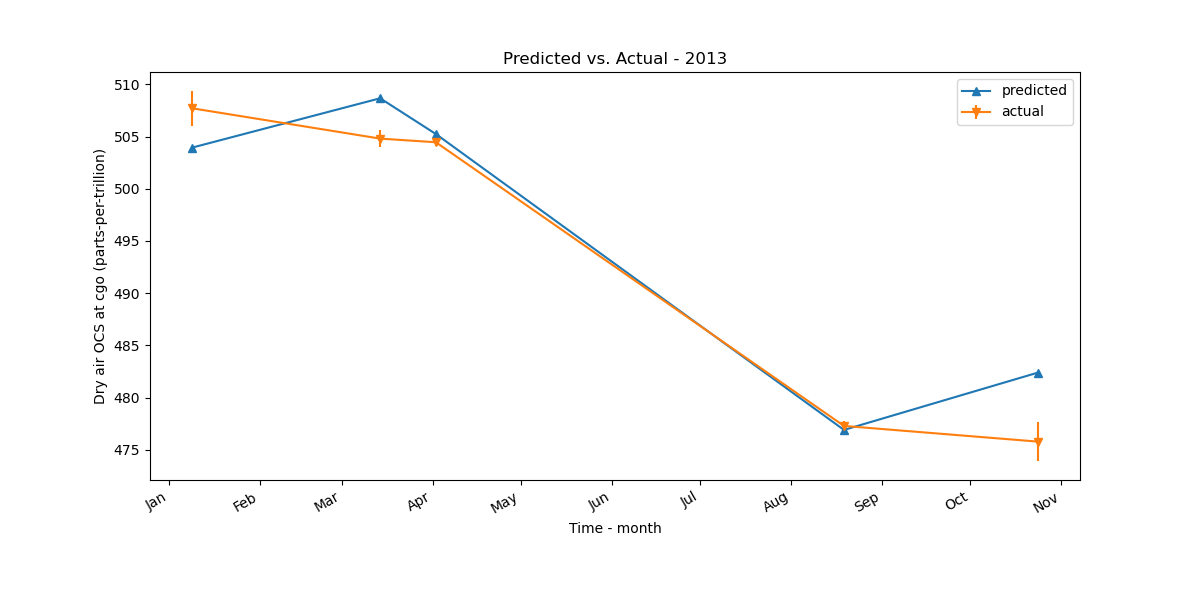 Predicted vs. Actual - 2013
predicted
actual
Dry air OCS at cgo (parts-per-trillion)
510
505
500
495
490
485
480
475
Jan
Feb
Mar
Apr
May
Jun
Jul
Aug
Sep
Oct
Nov
Time - month